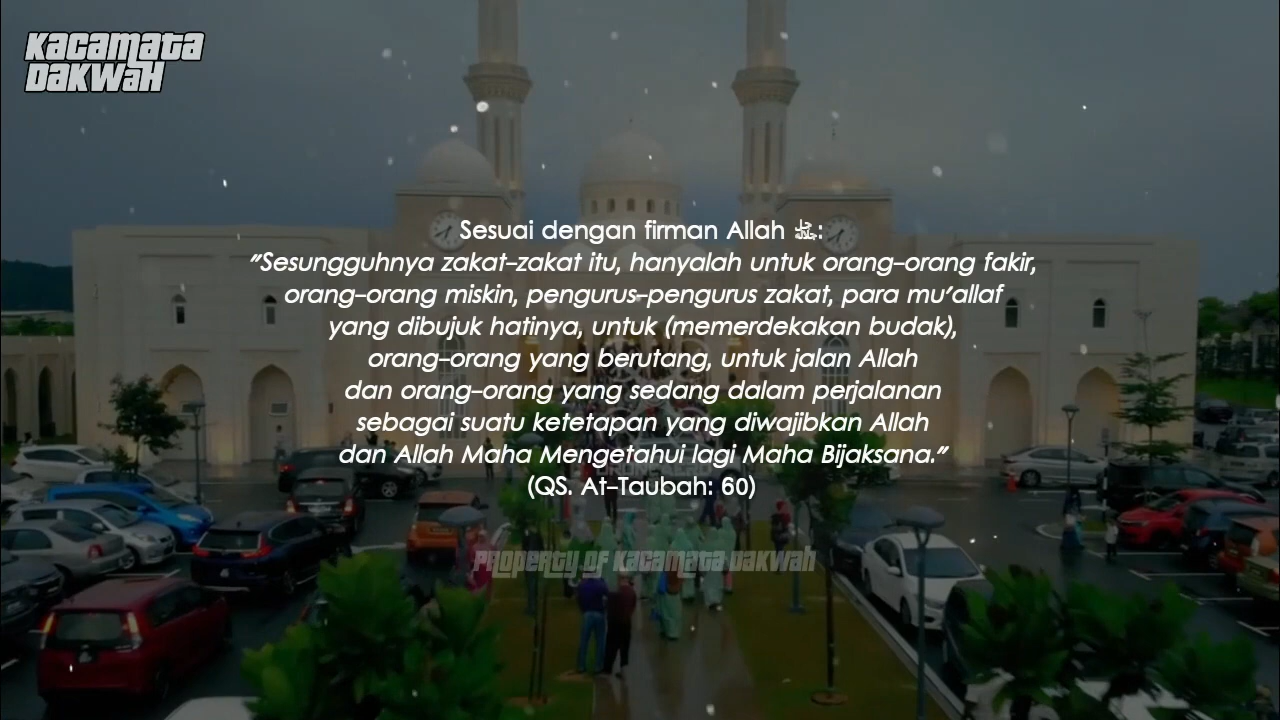 KACAMATA
DAKWAH
Sesuai dengan firman Allah ﷻ:
"Sesungguhnya zakat-zakat itu, hanyalah untuk orang-orang fakir,
orang-orang miskin, pengurus-pengurus zakat, para mu'allaf
yang dibujuk hatinya, untuk (memerdekakan budak),
orang-orang yang berutang, untuk jalan Allah
dan orang-orang yang sedang dalam perjalanan
sebagai suatu ketetapan yang diwajibkan Allah
dan Allah Maha Mengetahui lagi Maha Bijaksana."
(QS. At-Taubah: 60)
PROPERTY OF KACAMATA DAKWAH